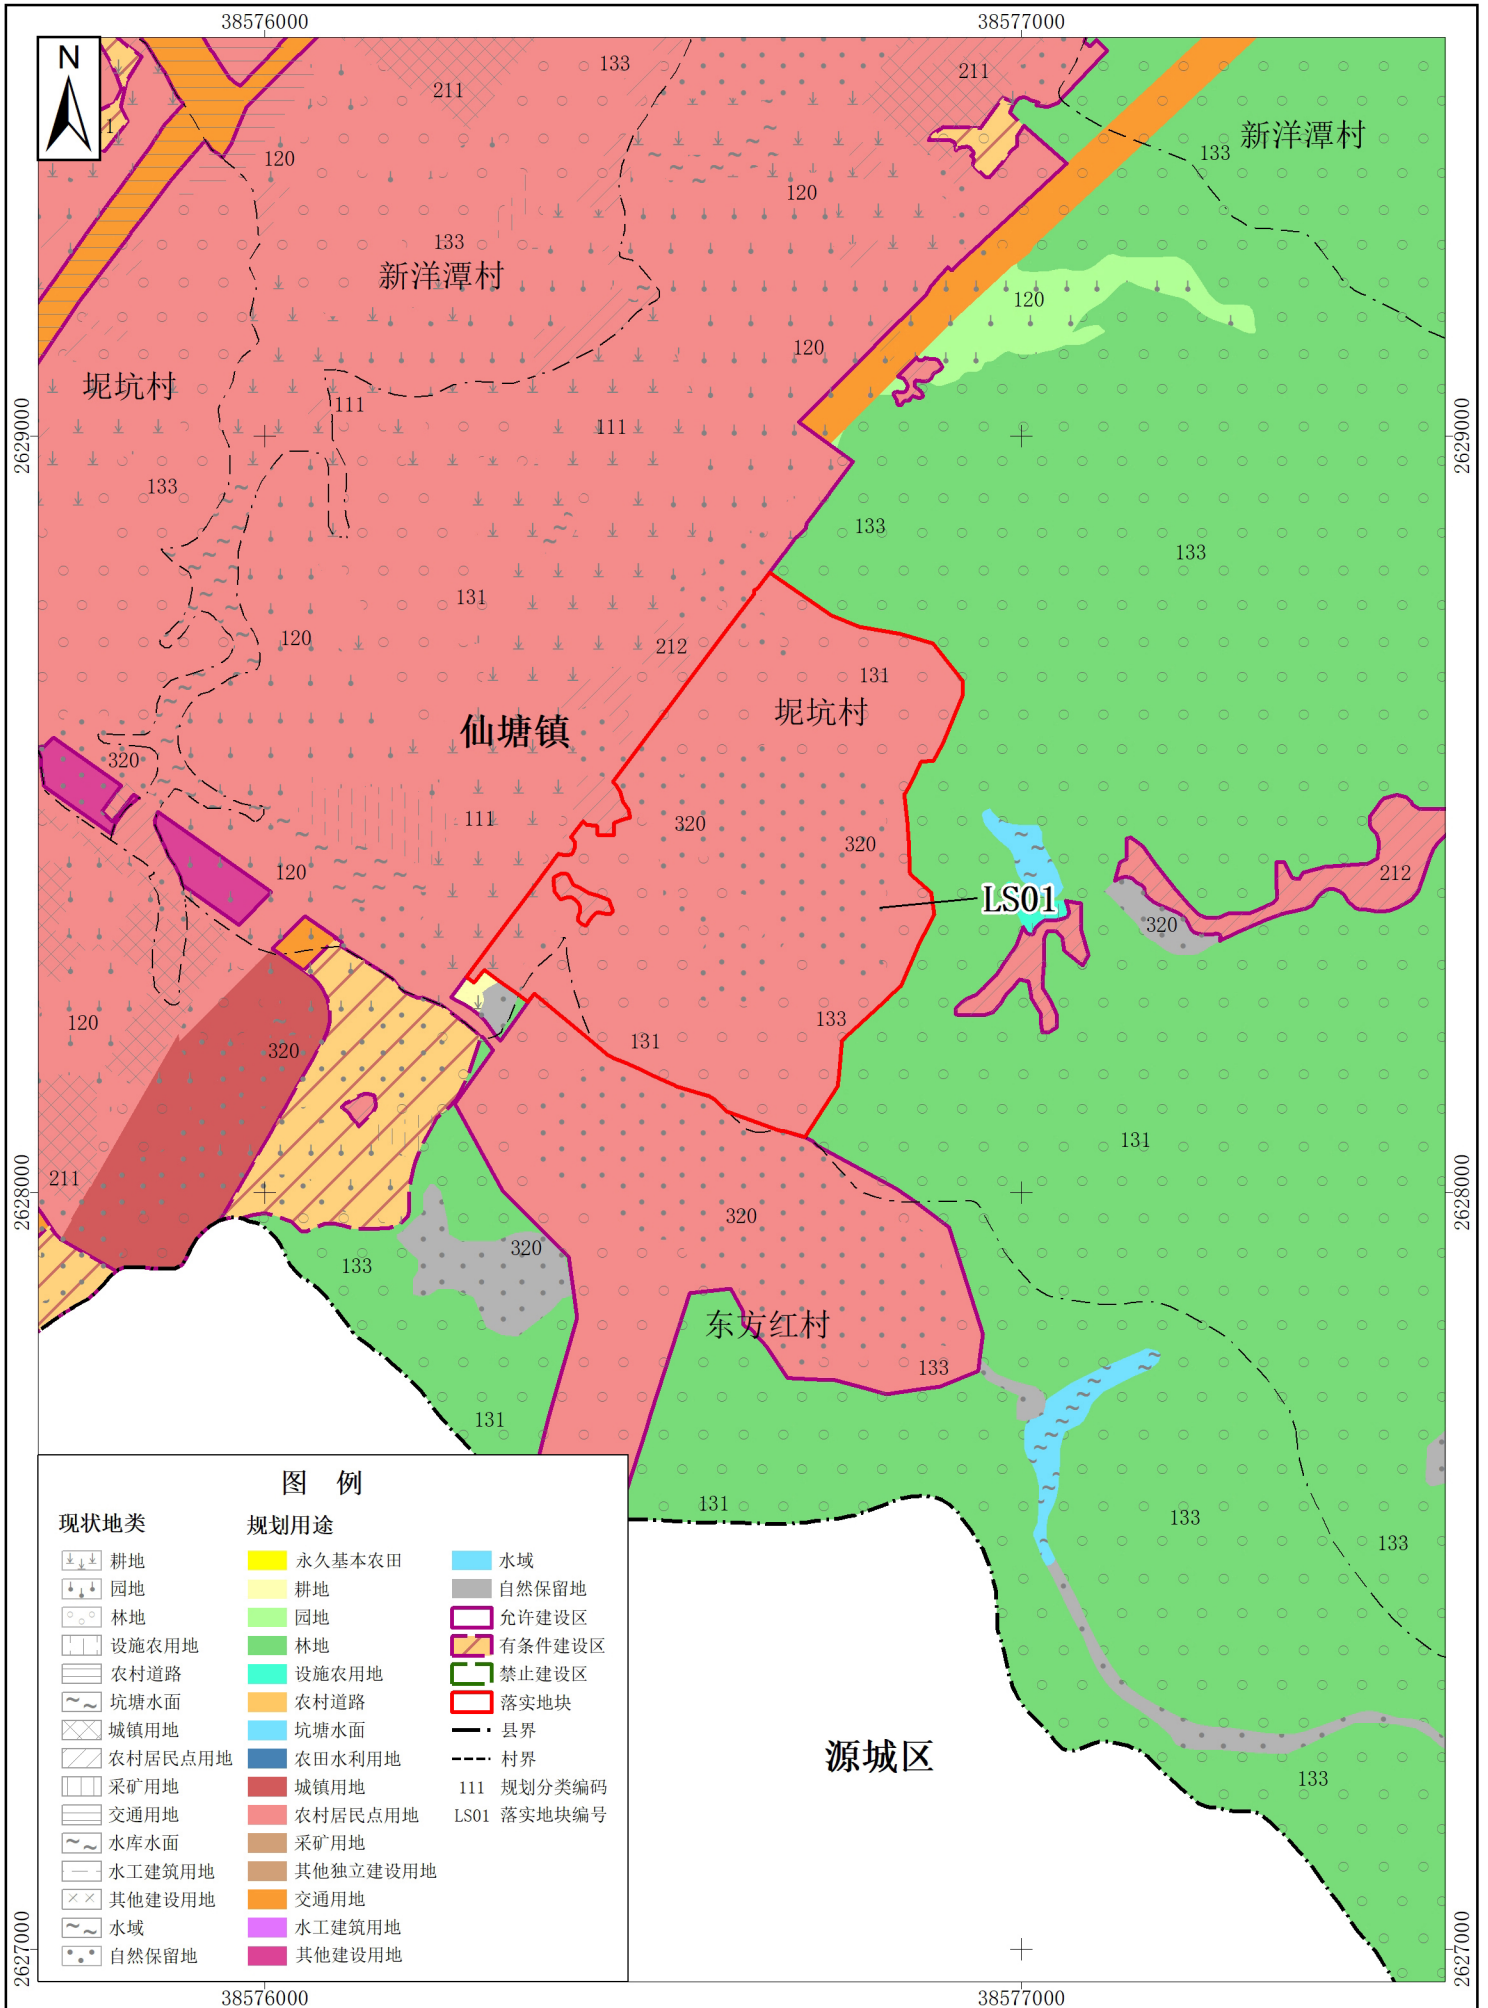 38576000
38577000
N
133
211
211
1
新洋潭村
133
120
120
133
新洋潭村
120
120
坭坑村
111
111
2629000
2629000
133
133
133
131
120
212
131
坭坑村
仙塘镇
320
111
320
320
212
120
LS01
320
120
133
320
131
131
211
2628000
2628000
320
320
133
东方红村
133
131
131
133
133
源城区
133
图 例
现状地类
耕地
园地
林地
设施农用地
农村道路
坑塘水面
城镇用地
农村居民点用地
采矿用地
交通用地
水库水面
水工建筑用地
其他建设用地
水域
自然保留地
规划用途
永久基本农田
耕地
园地
林地
设施农用地
农村道路
坑塘水面
农田水利用地
城镇用地
农村居民点用地
采矿用地
其他独立建设用地
交通用地
水工建筑用地
其他建设用地
水域
自然保留地
允许建设区
有条件建设区
禁止建设区
落实地块
县界
村界
111 规划分类编码
LS01 落实地块编号
2627000
2627000
38576000
38577000